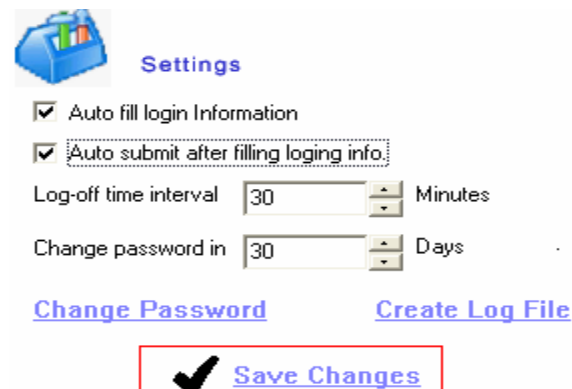 Settings
Auto fill login Information
Auto submit after filling loging info.
Log-off time interval 30 Minutes
Change password in 30 Days
Change Password Create Log File
Save Changes